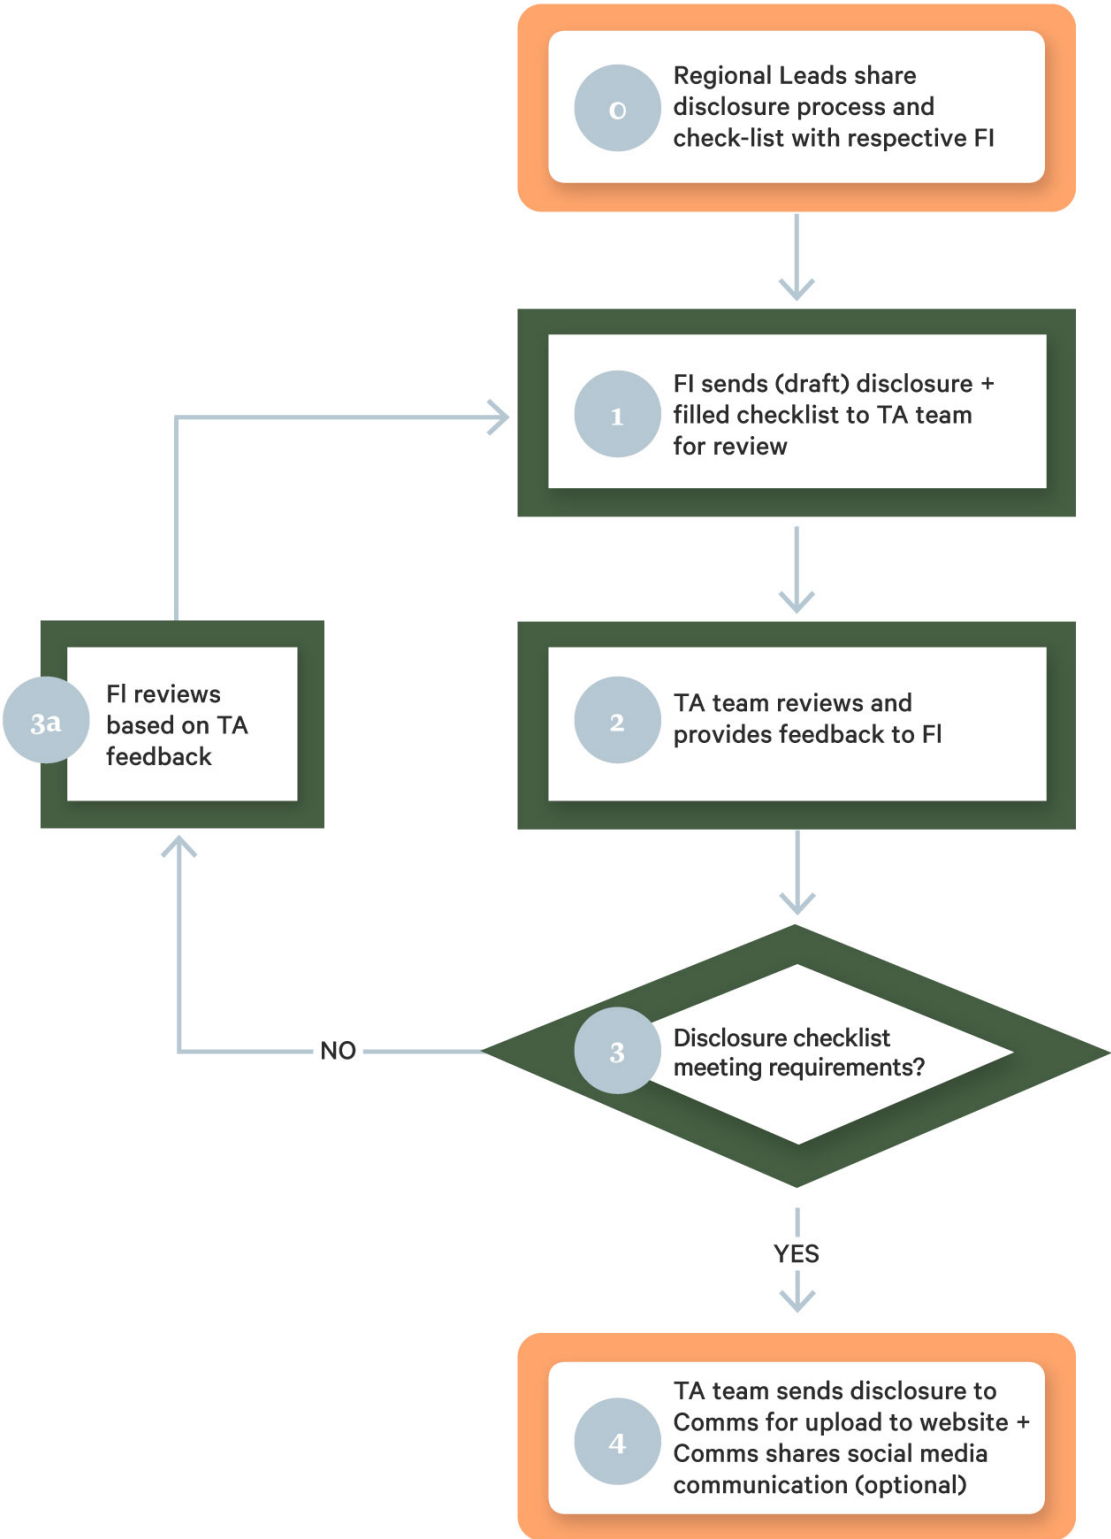 0
Regional Leads share
disclosure process and
check-list with respective FI
1
FI sends (draft) disclosure +
filled checklist to TA team
for review
2
TA team reviews and
provides feedback to FI
3a
FI reviews
based on TA
feedback
3
Disclosure checklist
meeting requirements?
NO
YES
4
TA team sends disclosure to
Comms for upload to website +
Comms shares social media
communication (optional)